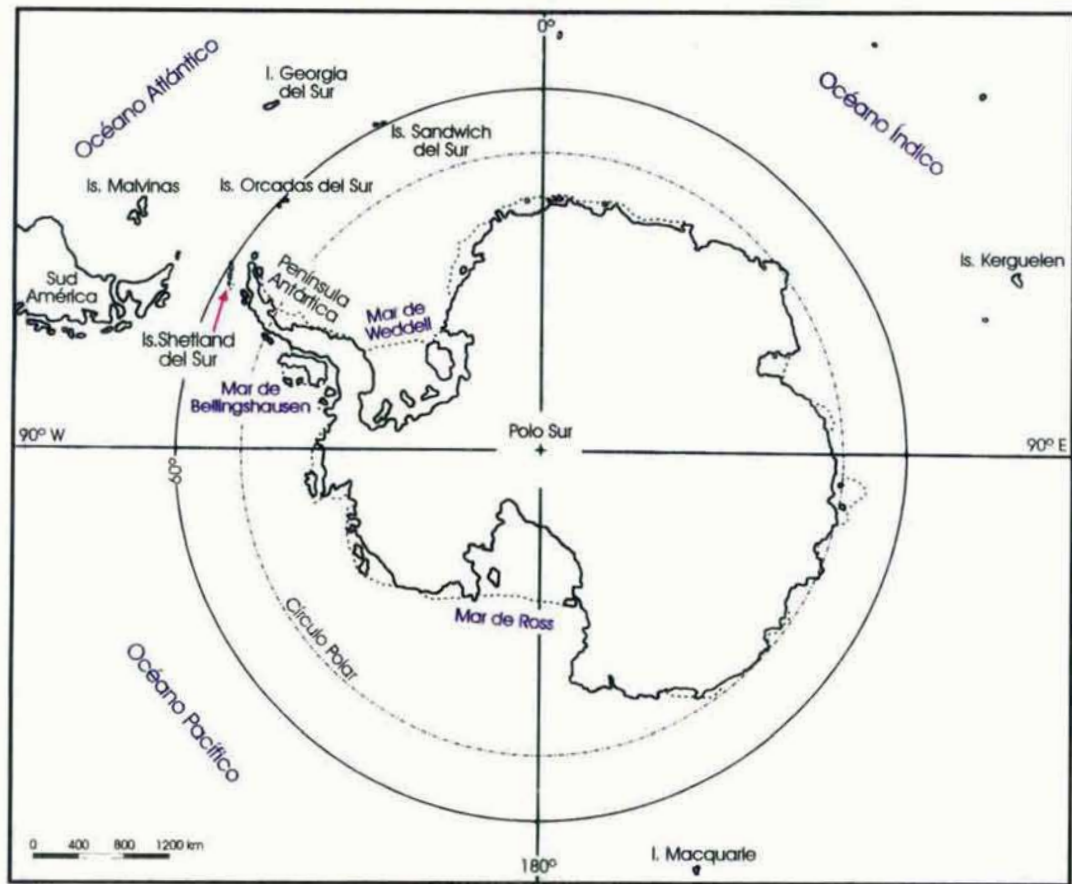 0°
Océano Atlántico
I. Georgia
del Sur
Is. Sandwich
del Sur
Océano Índico
Is. Malvinas
Is. Orcadas del Sur
Sud
América
Península
Antártica
Is. Kerguelen
Mar de
Weddell
Is.Shetland
del Sur
Mar de
Bellingshausen
90° W
60°
Polo Sur
90° E
Mar de Ross
Círculo Polar
Océano Pacífico
0 400 800 1200 km
180°
I. Macquarie